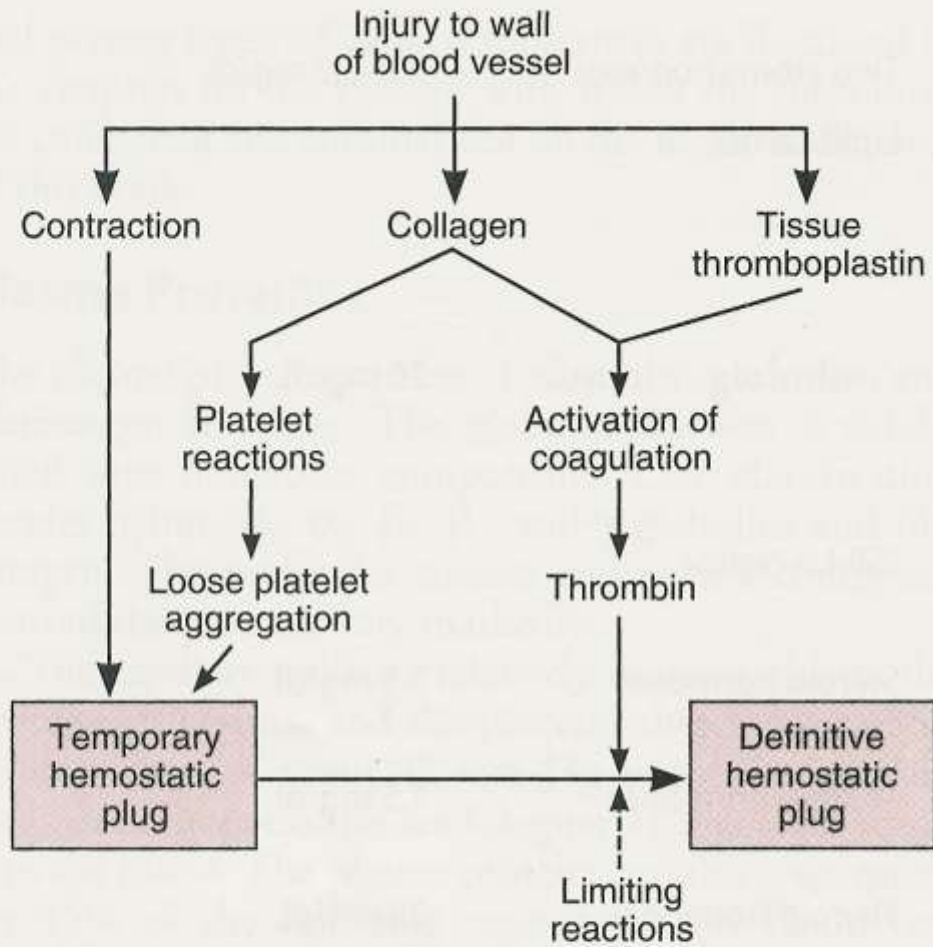 Injury to wall
of blood vessel
Contraction
Collagen
Tissue
thromboplastin
Platelet
reactions
Activation of
coagulation
Loose platelet
aggregation
Thrombin
Temporary
hemostatic
plug
Definitive
hemostatic
plug
Limiting
reactions